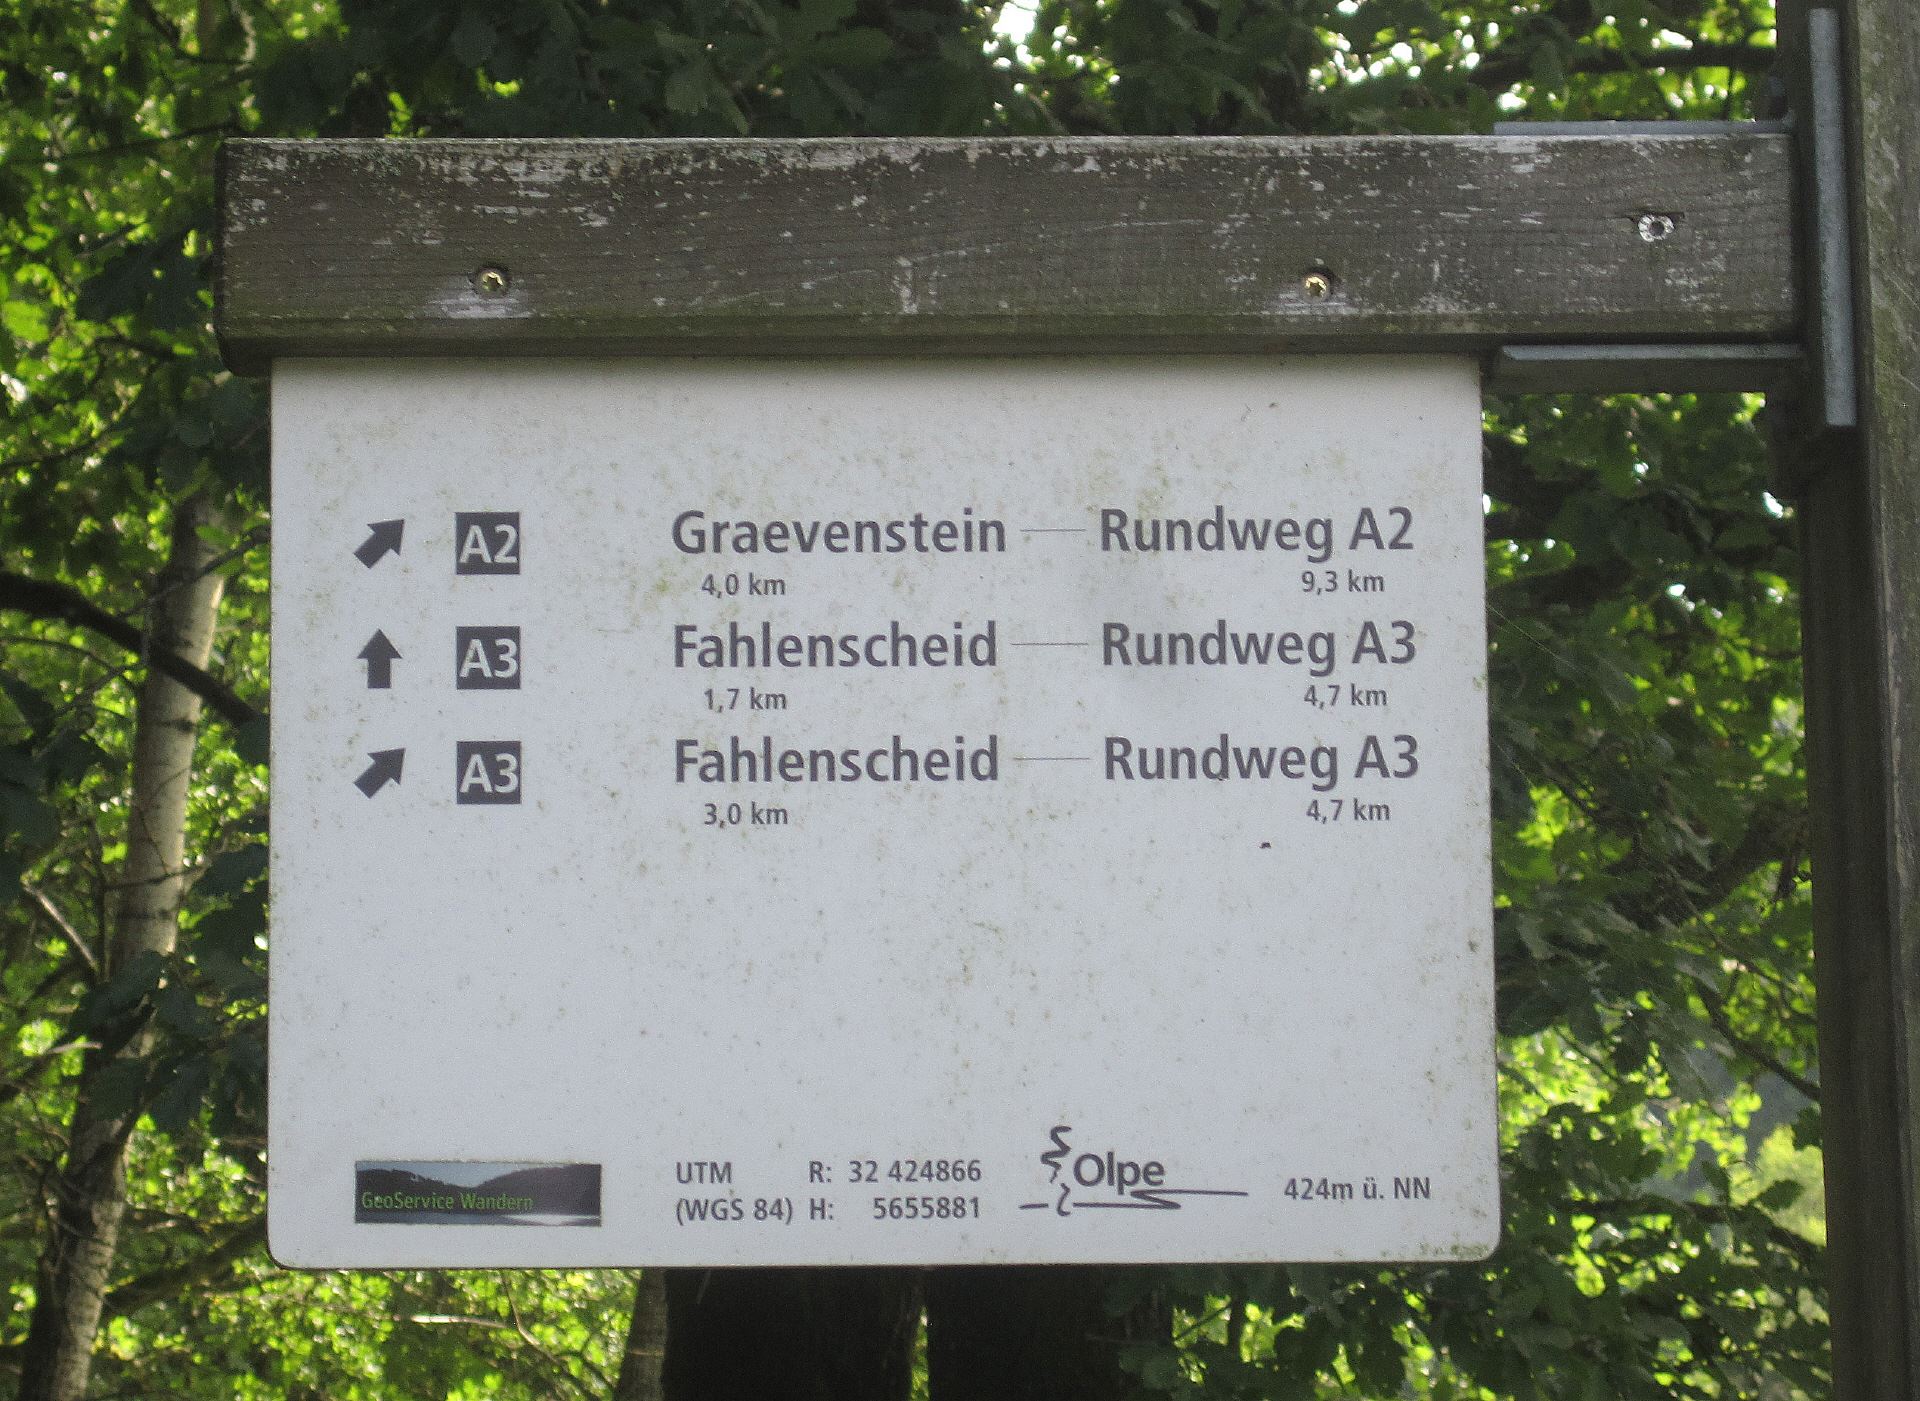 A2 Graevenstein Rundweg A2
4,0 km 9,3 km
A3 Fahlenscheid Rundweg A3
1,7 km 4,7 km
A3 Fahlenscheid Rundweg A3
3,0 km 4,7 km
GeoService Wandern
UTM R: 32 424866
(WGS 84) H: 5655881
Olpe
424m ü. NN